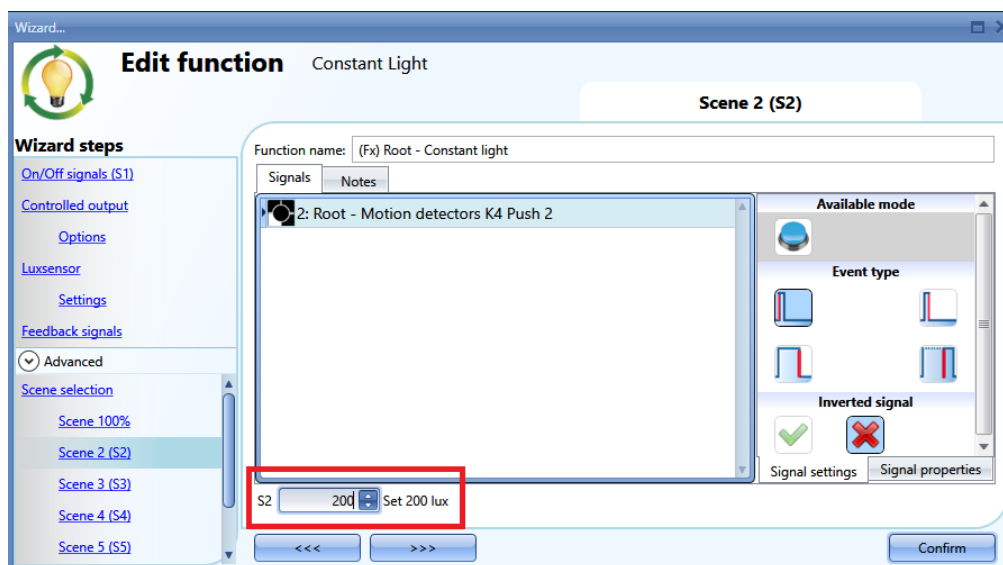 Wizard...
Edit function Constant Light
Scene 2 (S2)
Wizard steps
On/Off signals (S1)
Controlled output
Options
Luxsensor
Settings
Feedback signals
Advanced
Scene selection
Scene 100%
Scene 2 (S2)
Scene 3 (S3)
Scene 4 (S4)
Scene 5 (S5)
Function name: (Fx) Root - Constant light
Signals Notes
2: Root - Motion detectors K4 Push 2
Available mode
Event type
Inverted signal
Signal settings Signal properties
S2 200 Set 200 lux
<<< >>> Confirm